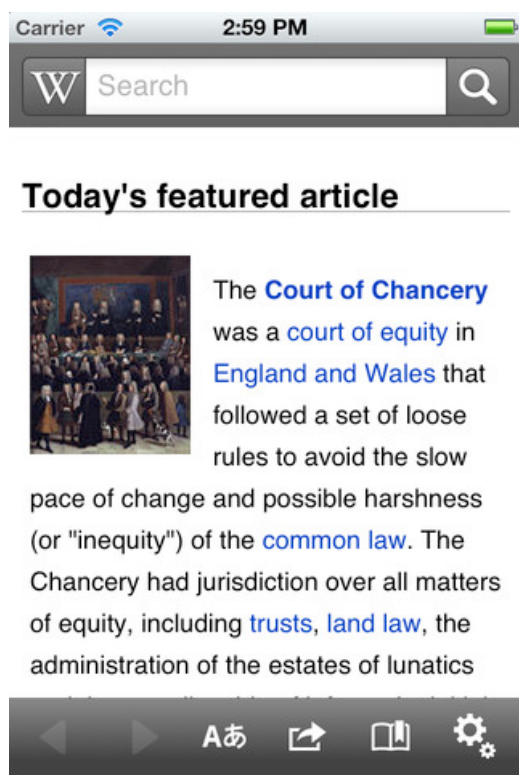 Carrier 2:59 PM
W Search
Today's featured article
The Court of Chancery
was a court of equity in
England and Wales that
followed a set of loose
rules to avoid the slow
pace of change and possible harshness
(or "inequity") of the common law. The
Chancery had jurisdiction over all matters
of equity, including trusts, land law, the
administration of the estates of lunatics
Aあ